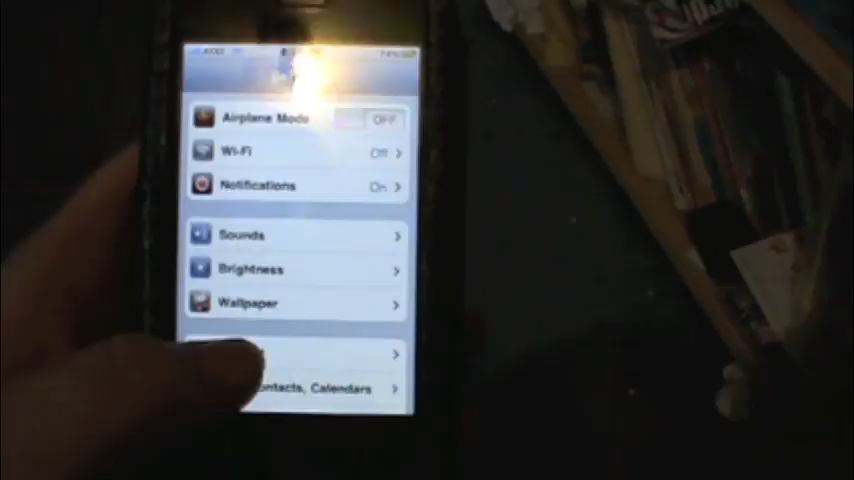 Airplane Mode OFF
Wi-Fi Off
Notifications On
Sounds
Brightness
Wallpaper
ontacts, Calendars